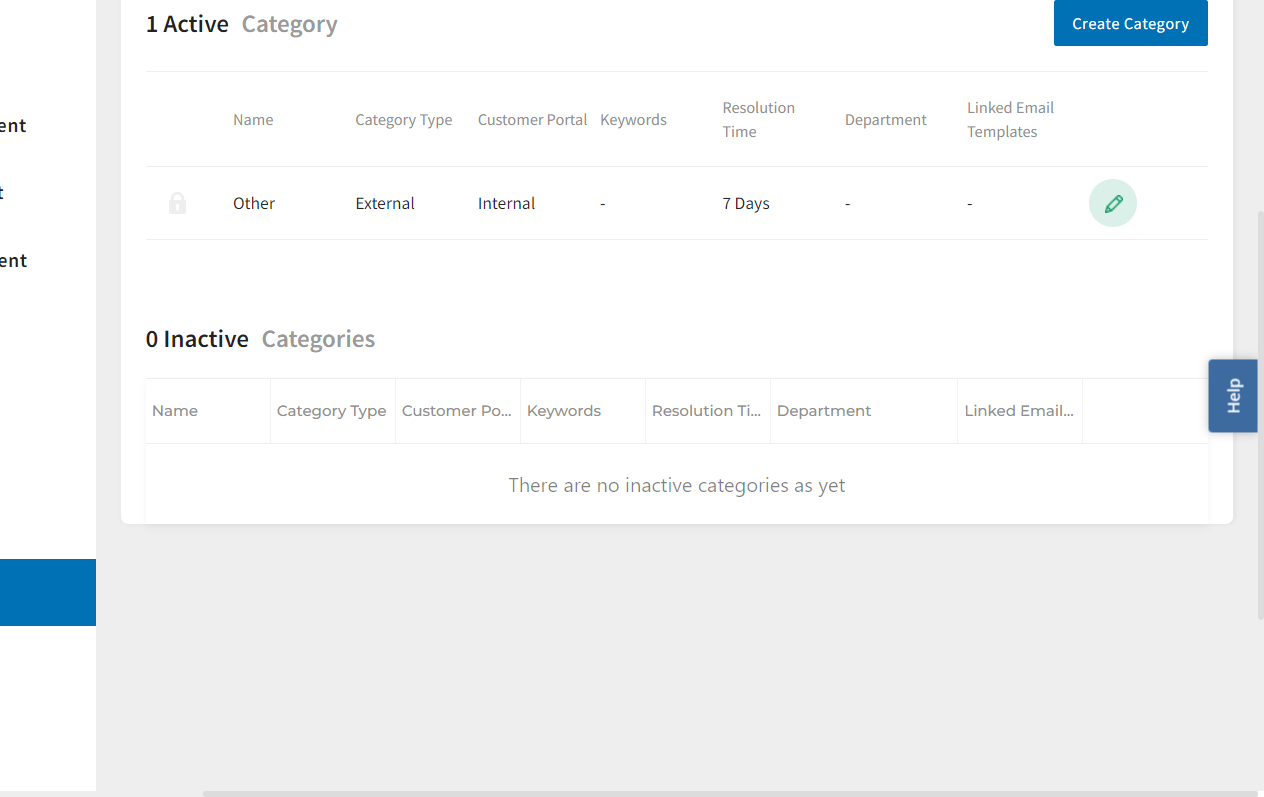 1 Active Category
Create Category
ent
t
ent
Name
Category Type
Customer Portal
Keywords
Resolution
Time
Department
Linked Email
Templates
Other
External
Internal
-
7 Days
-
-
0 Inactive Categories
Name
Category Type
Customer Po...
Keywords
Resolution Ti...
Department
Linked Email...
There are no inactive categories as yet
Help